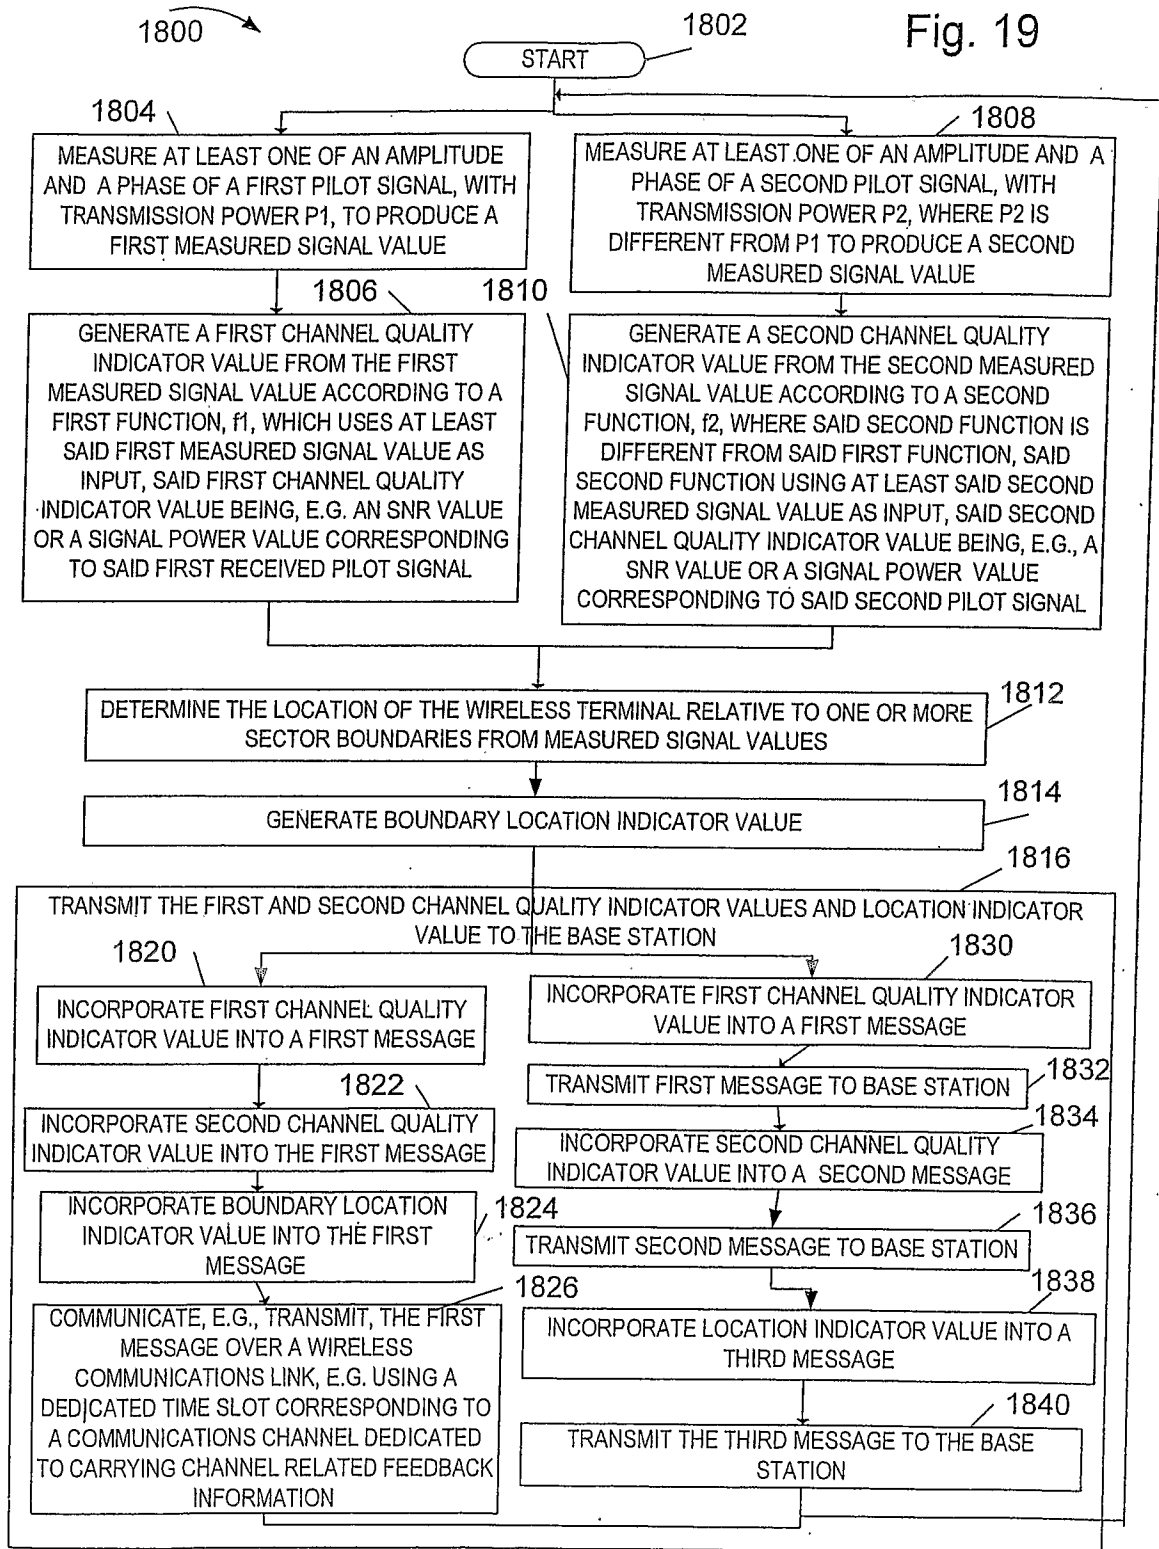 1800
1802
Fig. 19
START
1804
1808
MEASURE AT LEAST ONE OF AN AMPLITUDE
AND A PHASE OF A FIRST PILOT SIGNAL, WITH
TRANSMISSION POWER P1, TO PRODUCE A
FIRST MEASURED SIGNAL VALUE
MEASURE AT LEAST ONE OF AN AMPLITUDE AND A
PHASE OF A SECOND PILOT SIGNAL, WITH
TRANSMISSION POWER P2, WHERE P2 IS
DIFFERENT FROM P1 TO PRODUCE A SECOND
MEASURED SIGNAL VALUE
1806
1810
GENERATE A FIRST CHANNEL QUALITY
INDICATOR VALUE FROM THE FIRST
MEASURED SIGNAL VALUE ACCORDING TO A
FIRST FUNCTION, f1, WHICH USES AT LEAST
SAID FIRST MEASURED SIGNAL VALUE AS
INPUT, SAID FIRST CHANNEL QUALITY
INDICATOR VALUE BEING, E.G. AN SNR VALUE
OR A SIGNAL POWER VALUE CORRESPONDING
TO SAID FIRST RECEIVED PILOT SIGNAL
GENERATE A SECOND CHANNEL QUALITY
INDICATOR VALUE FROM THE SECOND MEASURED
SIGNAL VALUE ACCORDING TO A SECOND
FUNCTION, f2, WHERE SAID SECOND FUNCTION IS
DIFFERENT FROM SAID FIRST FUNCTION, SAID
SECOND FUNCTION USING AT LEAST SAID SECOND
MEASURED SIGNAL VALUE AS INPUT, SAID SECOND
CHANNEL QUALITY INDICATOR VALUE BEING, E.G., A
SNR VALUE OR A SIGNAL POWER VALUE
CORRESPONDING TO SAID SECOND PILOT SIGNAL
1812
DETERMINE THE LOCATION OF THE WIRELESS TERMINAL RELATIVE TO ONE OR MORE
SECTOR BOUNDARIES FROM MEASURED SIGNAL VALUES
1814
GENERATE BOUNDARY LOCATION INDICATOR VALUE
1816
TRANSMIT THE FIRST AND SECOND CHANNEL QUALITY INDICATOR VALUES AND LOCATION INDICATOR
VALUE TO THE BASE STATION
1820
1830
INCORPORATE FIRST CHANNEL QUALITY
INDICATOR VALUE INTO A FIRST MESSAGE
INCORPORATE FIRST CHANNEL QUALITY INDICATOR
VALUE INTO A FIRST MESSAGE
1822
TRANSMIT FIRST MESSAGE TO BASE STATION
1832
INCORPORATE SECOND CHANNEL QUALITY
INDICATOR VALUE INTO THE FIRST MESSAGE
1834
INCORPORATE SECOND CHANNEL QUALITY
INDICATOR VALUE INTO A SECOND MESSAGE
INCORPORATE BOUNDARY LOCATION
INDICATOR VALUE INTO THE FIRST
MESSAGE
1824
1836
TRANSMIT SECOND MESSAGE TO BASE STATION
1826
1838
COMMUNICATE, E.G., TRANSMIT, THE FIRST
MESSAGE OVER A WIRELESS
COMMUNICATIONS LINK, E.G. USING A
DEDICATED TIME SLOT CORRESPONDING TO
A COMMUNICATIONS CHANNEL DEDICATED
TO CARRYING CHANNEL RELATED FEEDBACK
INFORMATION
INCORPORATE LOCATION INDICATOR VALUE INTO A
THIRD MESSAGE
1840
TRANSMIT THE THIRD MESSAGE TO THE BASE
STATION